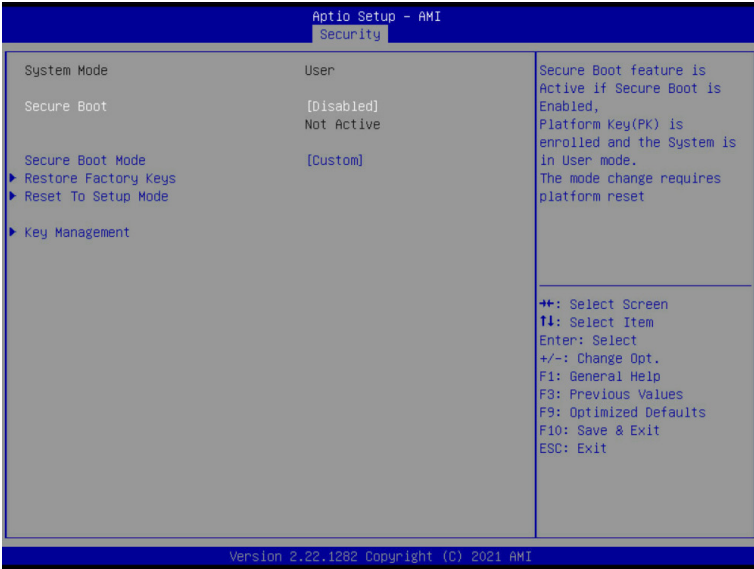 Aptio Setup - AMI
Security
System Mode User
Secure Boot [Disabled]
Not Active
Secure Boot Mode [Custom]
Restore Factory Keys
Reset To Setup Mode
Key Management
Secure Boot feature is
Active if Secure Boot is
Enabled,
Platform Key(PK) is
enrolled and the System is
in User mode.
The mode change requires
platform reset
→←: Select Screen
↑↓: Select Item
Enter: Select
+/-: Change Opt.
F1: General Help
F3: Previous Values
F9: Optimized Defaults
F10: Save & Exit
ESC: Exit
Version 2.22.1282 Copyright (C) 2021 AMI